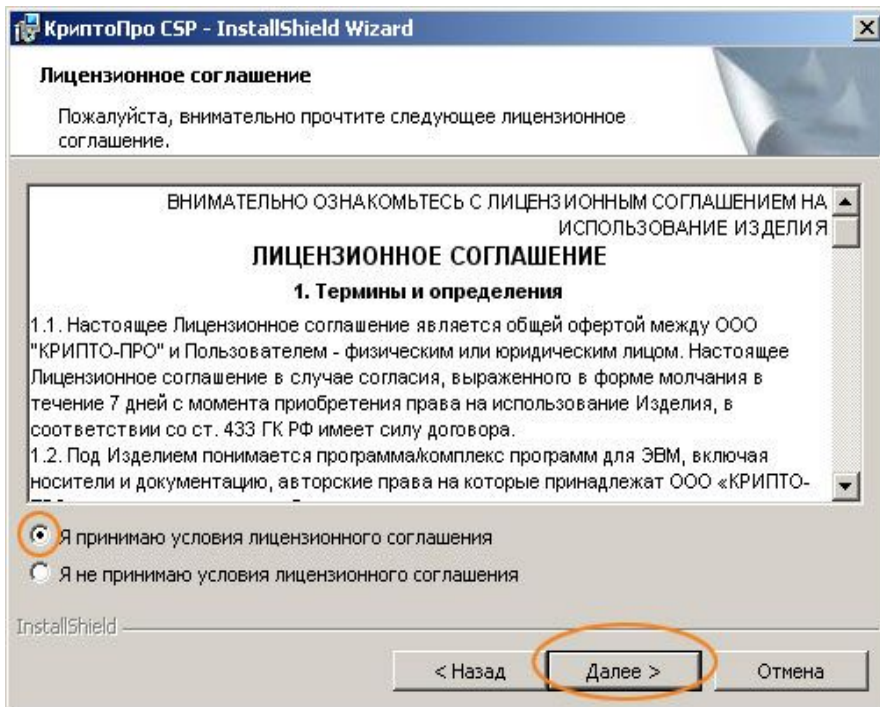 КриптоПро CSP - InstallShield Wizard
Лицензионное соглашение
Пожалуйста, внимательно прочтите следующее лицензионное
соглашение.
ВНИМАТЕЛЬНО ОЗНАКОМЬТЕСЬ С ЛИЦЕНЗИОННЫМ СОГЛАШЕНИЕМ НА
ИСПОЛЬЗОВАНИЕ ИЗДЕЛИЯ
ЛИЦЕНЗИОННОЕ СОГЛАШЕНИЕ
1. Термины и определения
1.1. Настоящее Лицензионное соглашение является общей офертой между ООО
"КРИПТО-ПРО" и Пользователем - физическим или юридическим лицом. Настоящее
Лицензионное соглашение в случае согласия, выраженного в форме молчания в
течение 7 дней с момента приобретения права на использование Изделия, в
соответствии со ст. 433 ГК РФ имеет силу договора.
1.2. Под Изделием понимается программа/комплекс программ для ЭВМ, включая
носители и документацию, авторские права на которые принадлежат ООО «КРИПТО-
Я принимаю условия лицензионного соглашения
Я не принимаю условия лицензионного соглашения
InstallShield
< Назад
Далее >
Отмена